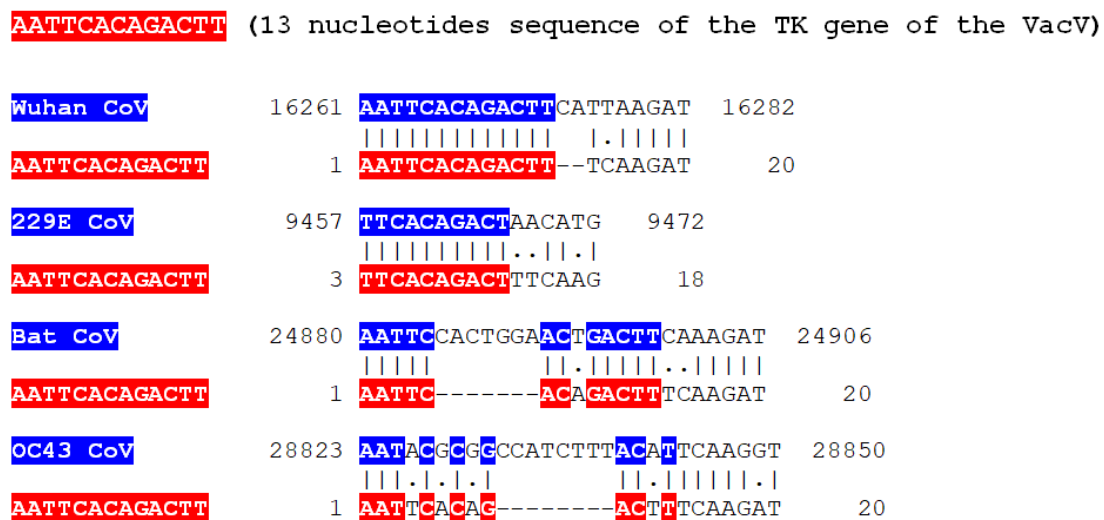 AATTCACAGACTT (13 nucleotides sequence of the TK gene of the VacV)
Wuhan CoV 16261 AATTCACAGACTTCATTAAGAT 16282
||||||||||||| |.|||||
AATTCACAGACTT 1 AATTCACAGACTT--TCAAGAT 20
229E CoV 9457 TTCACAGACTAACATG 9472
||||||||||..||.|
AATTCACAGACTT 3 TTCACAGACTTTCAAG 18
Bat CoV 24880 AATTCCACTGGAACTGACTTCAAAGAT 24906
||||| ||.|||||..|||||
AATTCACAGACTT 1 AATTC-------ACAGACTTTCAAGAT 20
OC43 CoV 28823 AATACGCGGCCATCTTTACATTCAAGGT 28850
|||.|.|.| ||.||||||.|
AATTCACAGACTT 1 AATTCACAG--------ACTTTCAAGAT 20